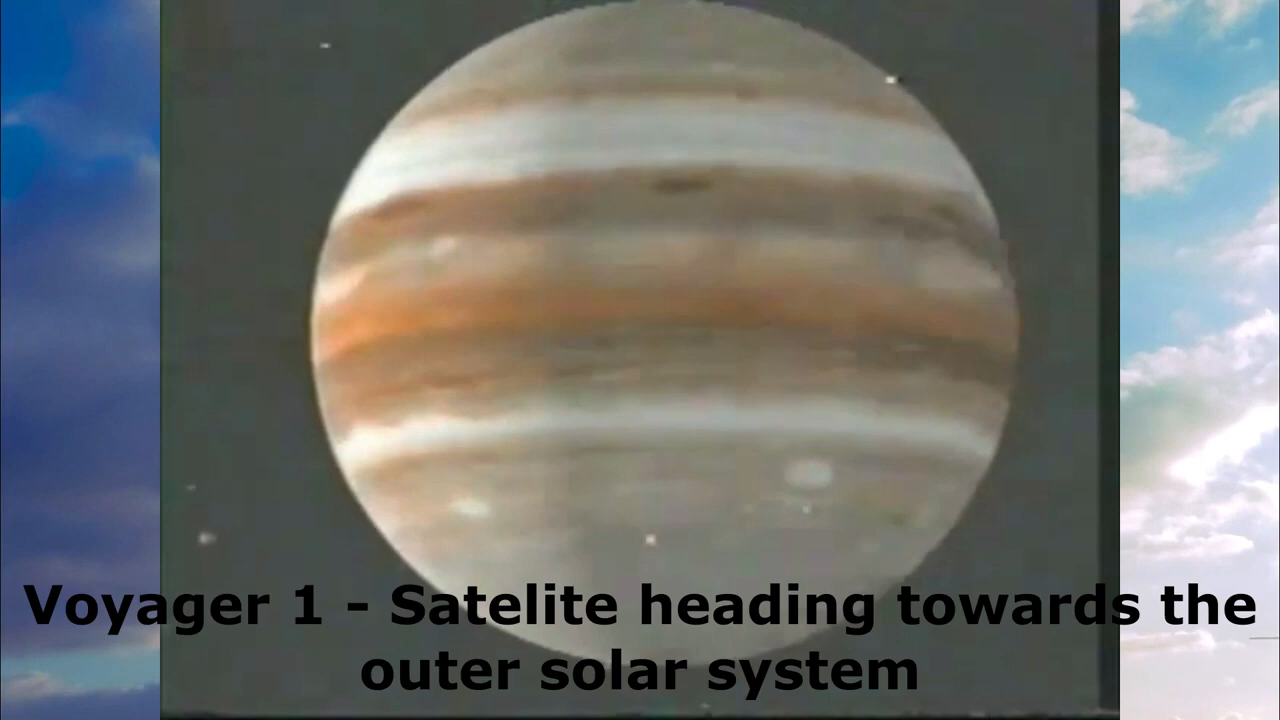 Voyager 1 - Satelite heading towards the
outer solar system